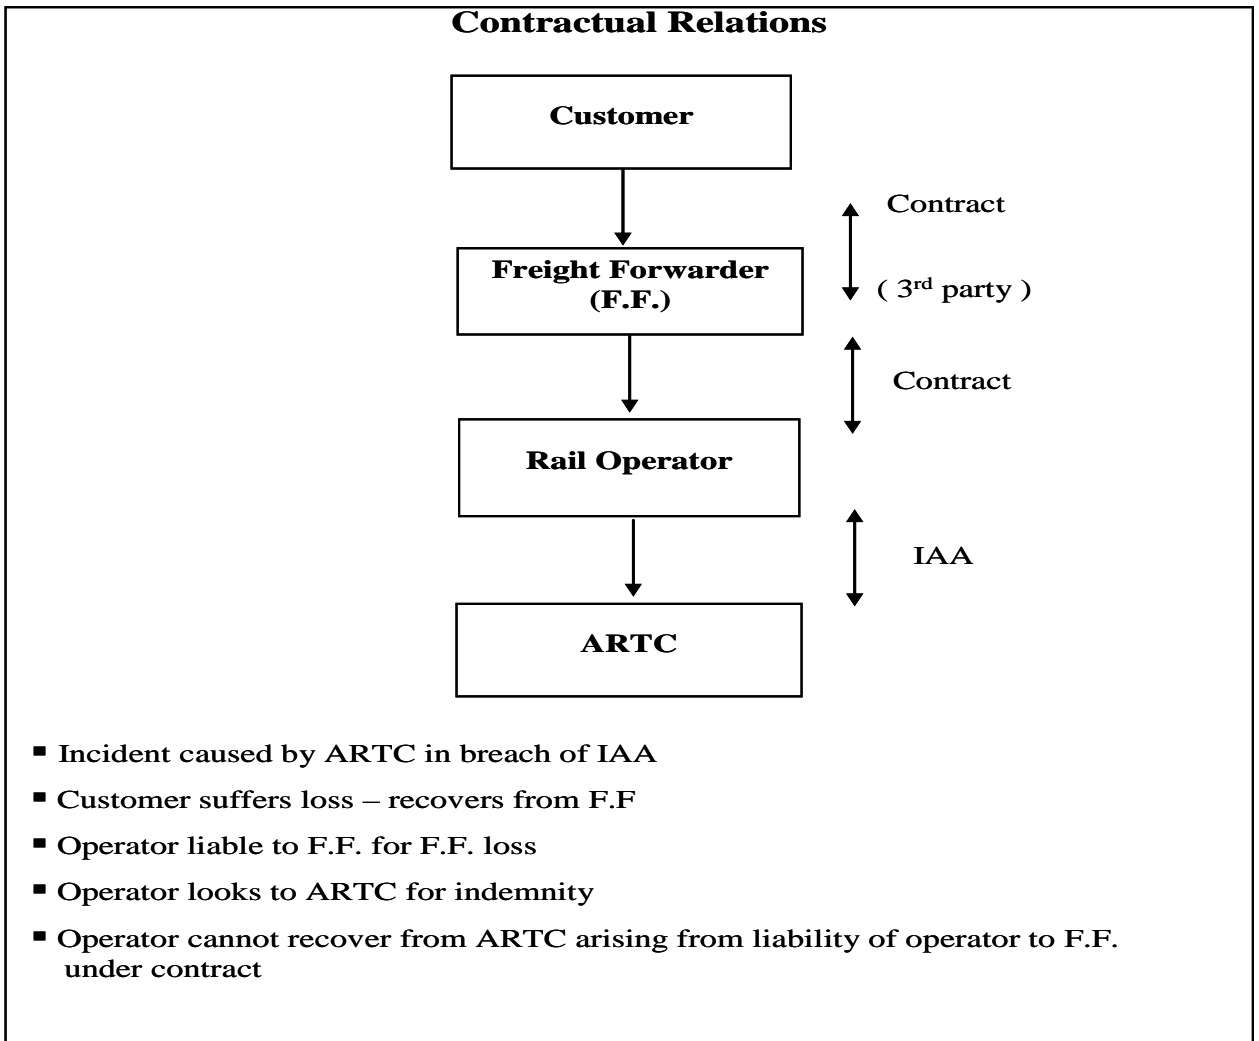 Contractual Relations
Customer
Contract
Freight Forwarder
(F.F.)
( 3rd party )
Contract
Rail Operator
IAA
ARTC
▪ Incident caused by ARTC in breach of IAA
▪ Customer suffers loss – recovers from F.F
▪ Operator liable to F.F. for F.F. loss
▪ Operator looks to ARTC for indemnity
▪ Operator cannot recover from ARTC arising from liability of operator to F.F.
under contract